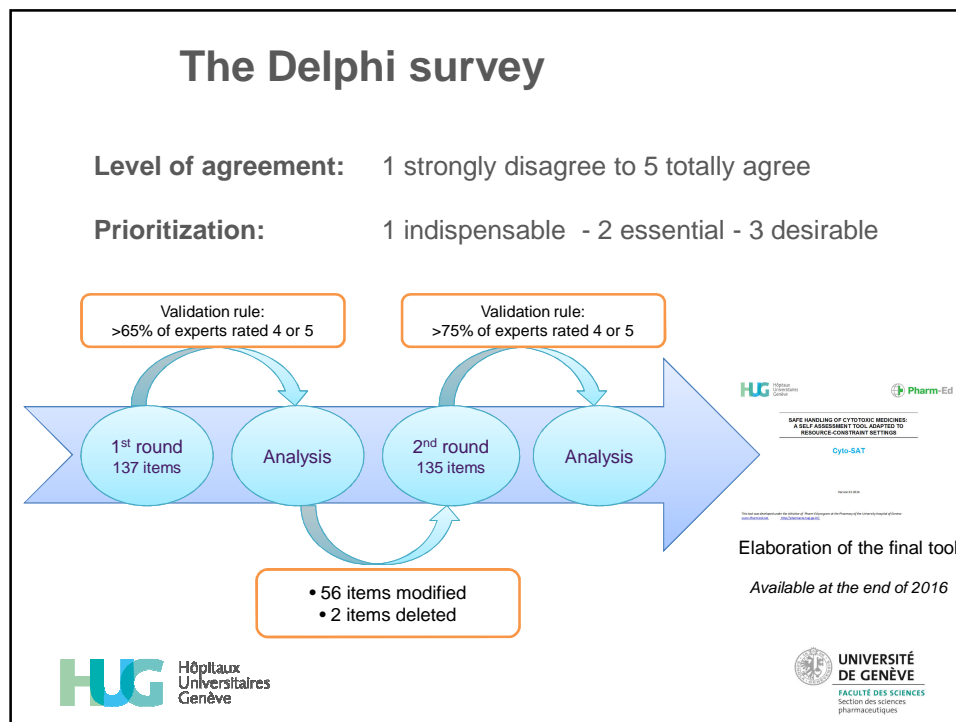 The Delphi survey
Level of agreement: 1 strongly disagree to 5 totally agree
Prioritization: 1 indispensable - 2 essential - 3 desirable
Validation rule:
>65% of experts rated 4 or 5
Validation rule:
>75% of experts rated 4 or 5
1st round
137 items
Analysis
2nd round
135 items
Analysis
• 56 items modified
• 2 items deleted
HUG Hôpitaux
Universitaires
Genève
Pharm-Ed
SAFE HANDLING OF CYTOTOXIC MEDICINES:
A SELF ASSESSMENT TOOL ADAPTED TO
RESOURCE-CONSTRAINT SETTINGS
Cyto-SAT
Elaboration of the final tool
Available at the end of 2016
HUG Hôpitaux
Universitaires
Genève
UNIVERSITÉ
DE GENÈVE
FACULTÉ DES SCIENCES
Section des sciences
pharmaceutiques